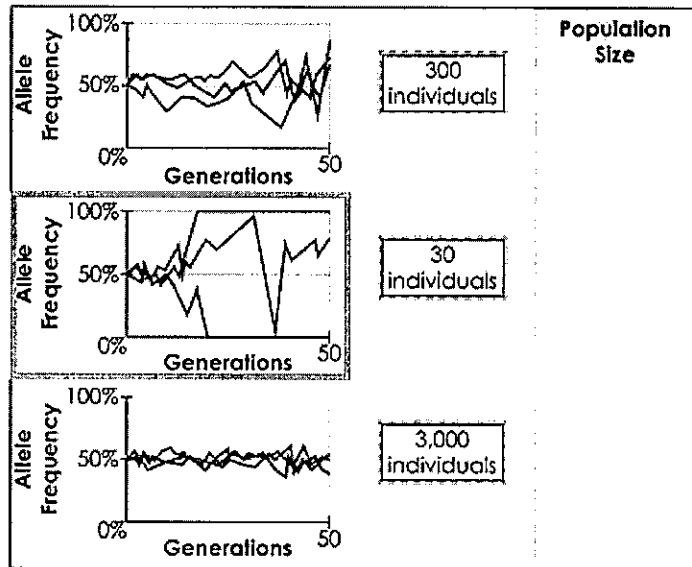 Population
Size
100%
Allele
Frequency
50%
0%
Generations
50
300
individuals
100%
Allele
Frequency
50%
0%
Generations
50
30
individuals
100%
Allele
Frequency
50%
0%
Generations
50
3,000
individuals